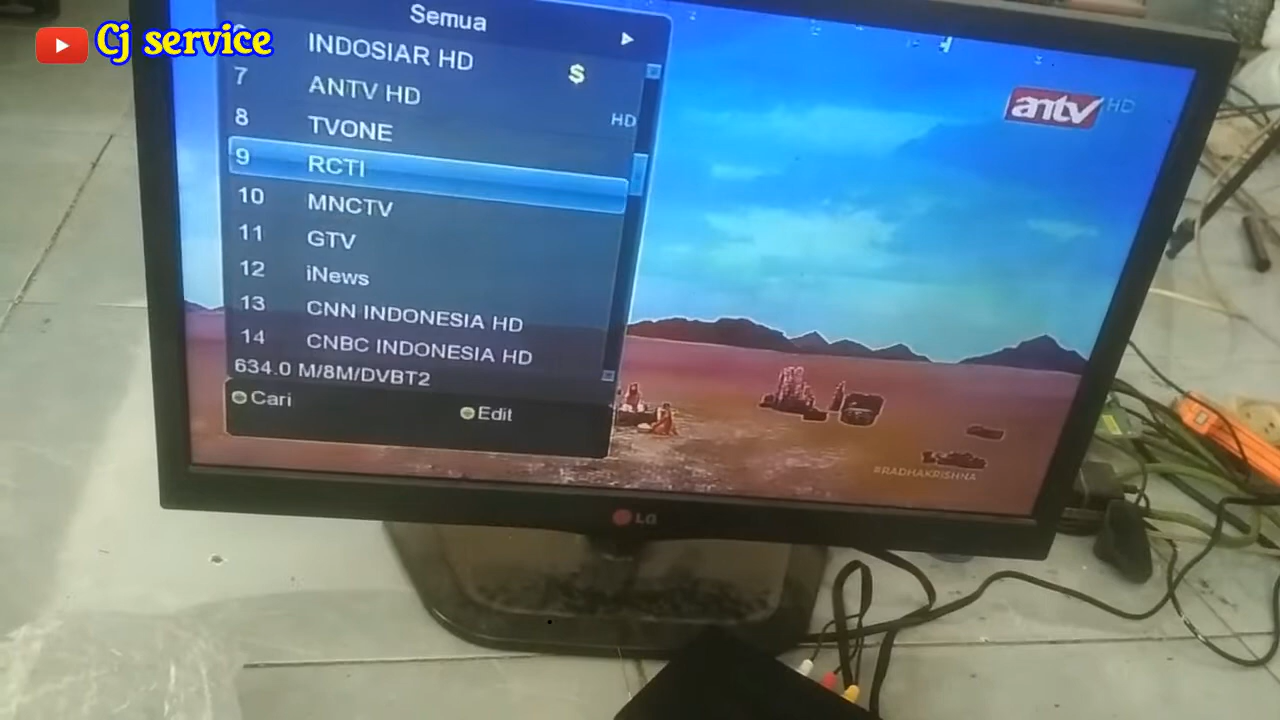 Cj service
Semua
INDOSIAR HD
$
7 ANTV HD
8 TVONE HD
9 RCTI
10 MNCTV
11 GTV
12 iNews
13 CNN INDONESIA HD
14 CNBC INDONESIA HD
634.0 M/8M/DVBT2
Cari
Edit
antv HD
#RADHAKRISHNA
LG